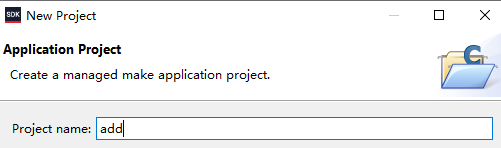 SDK New Project
Application Project
Create a managed make application project.
C
Project name: add